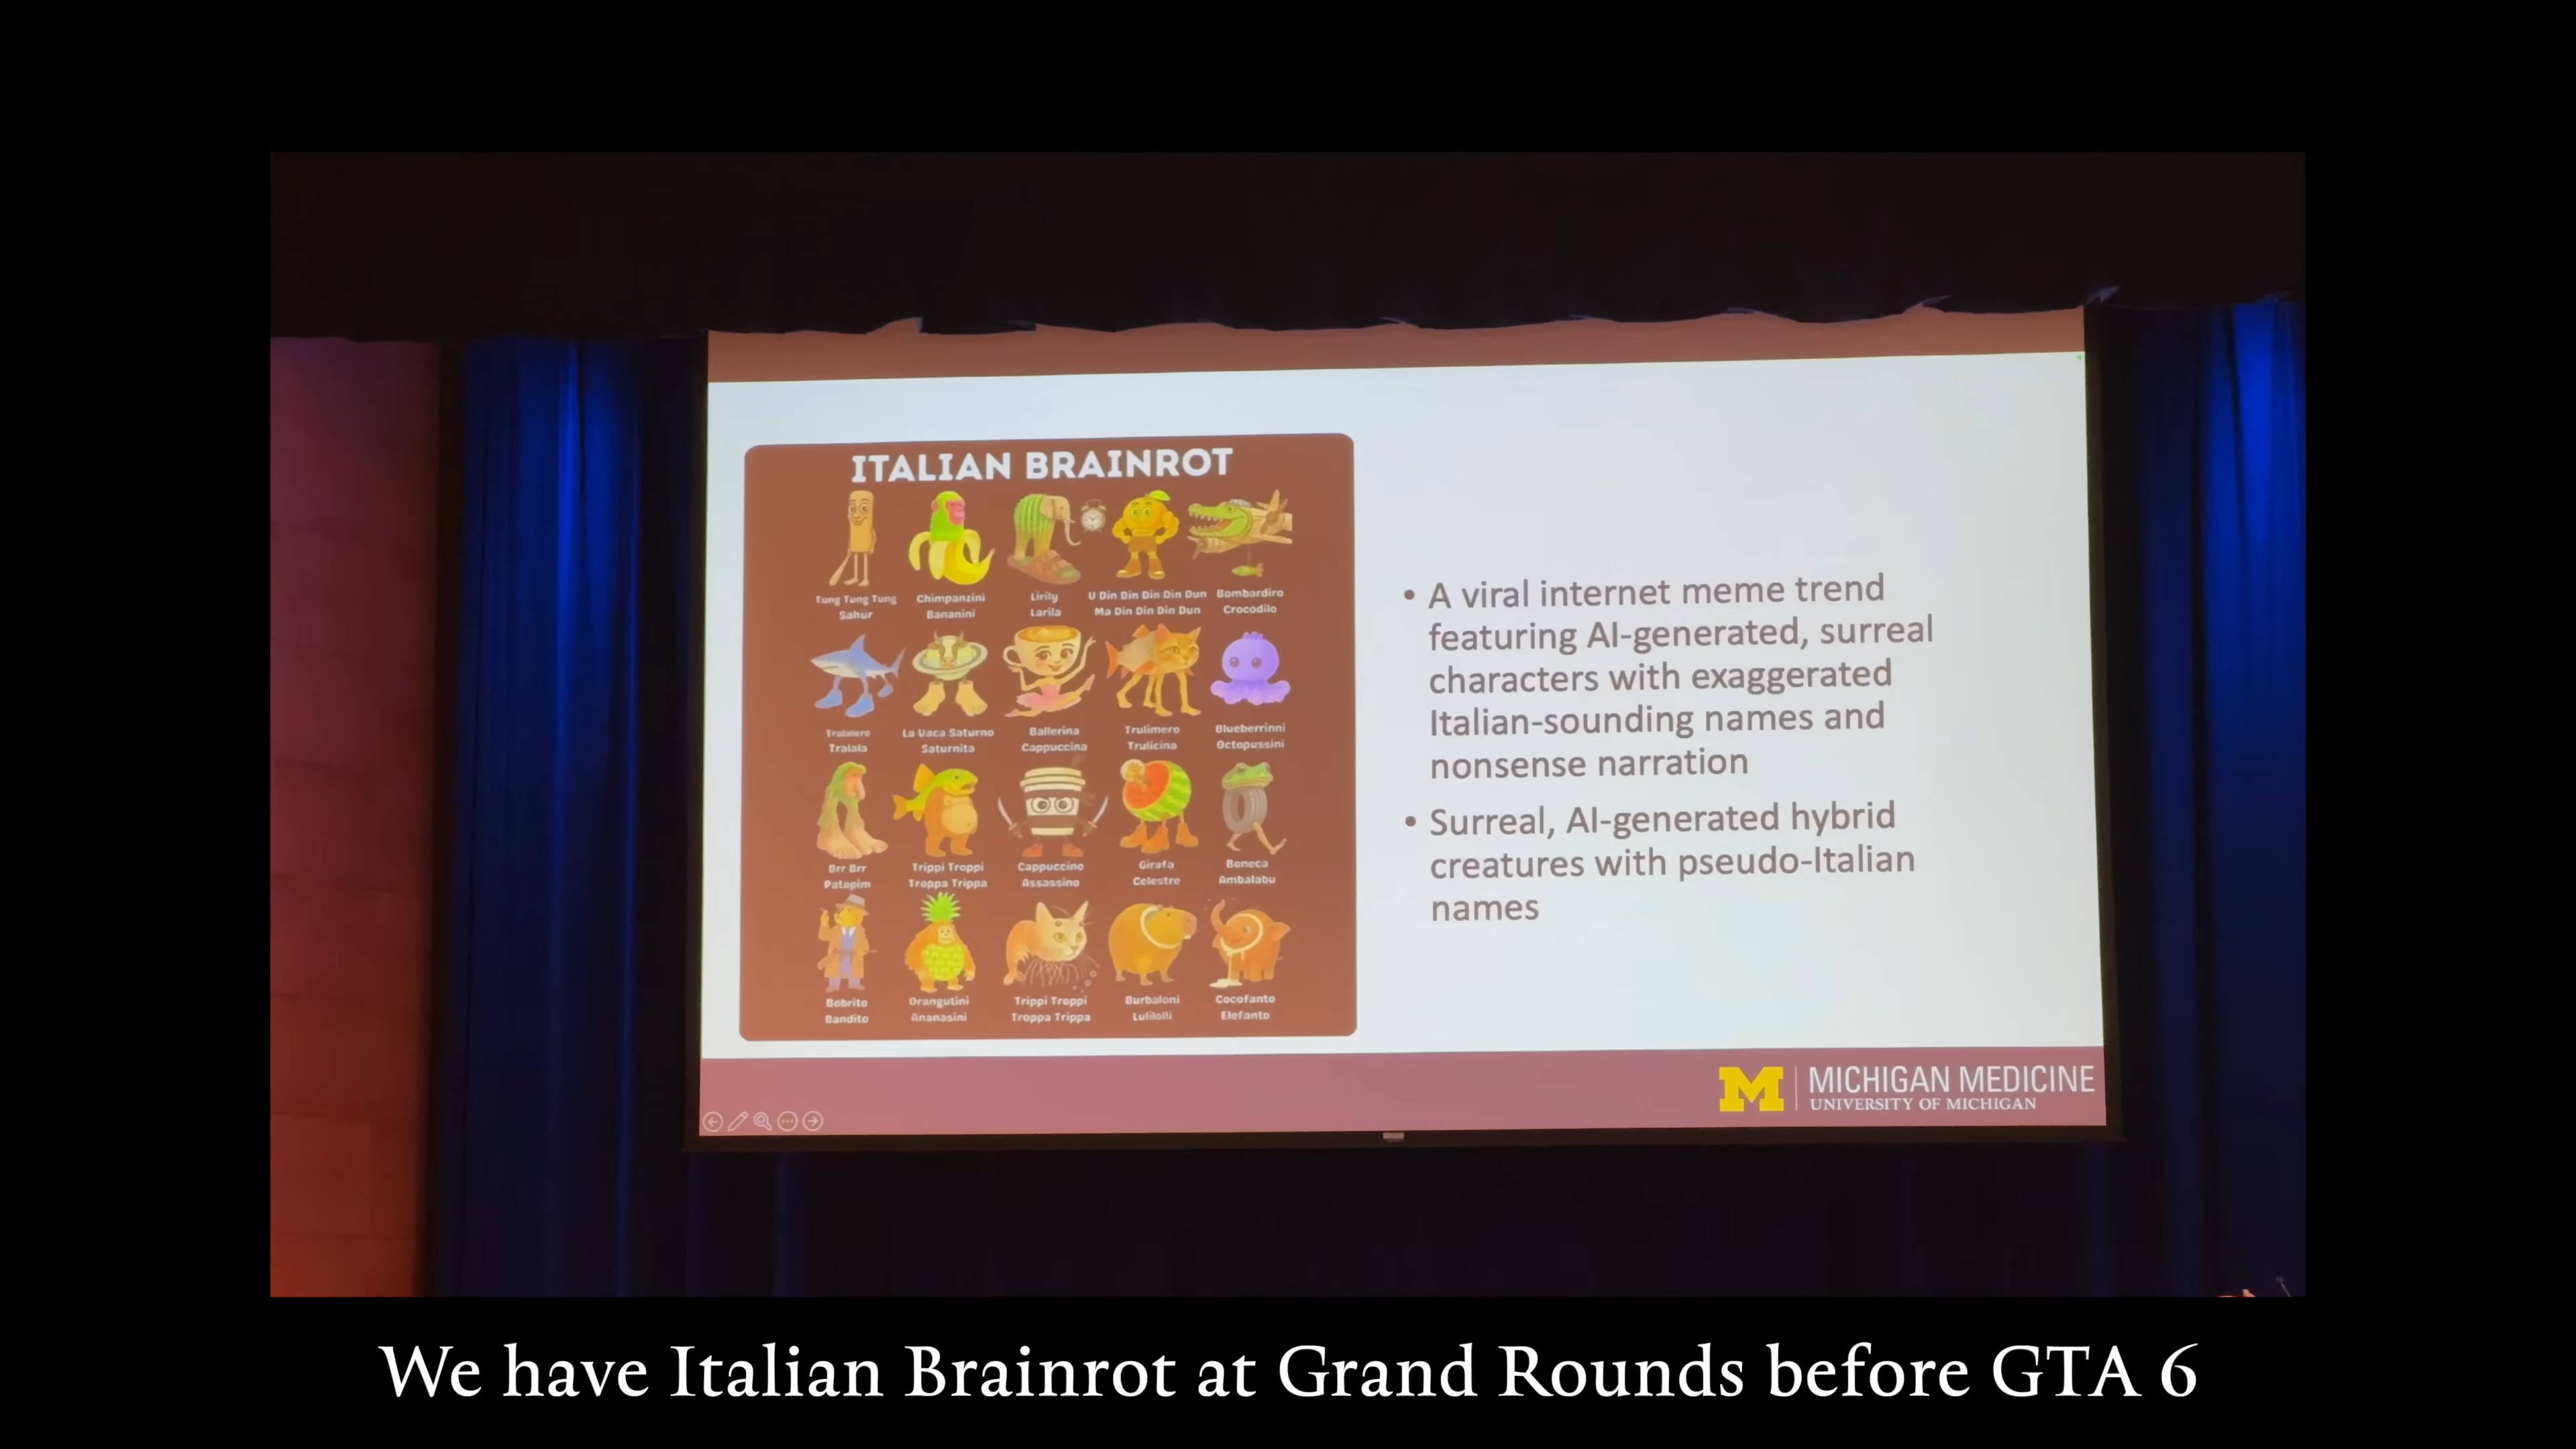 ITALIAN BRAINROT
Tung Tung Tung
Sahur
Chimpanzini
Bananini
Lirily
Larila
U Din Din Din Din Dun
Ma Din Din Din Dun
Bombardiro
Crocodilo
Tralalero
Tralala
La Vaca Saturno
Saturnita
Ballerina
Cappuccina
Trulimero
Trulicina
Blueberrinni
Octopussini
Brr Brr
Patapim
Trippi Troppi
Troppa Trippa
Cappuccino
Assassino
Girafa
Celestre
Boneca
Ambalabu
Bobrito
Bandito
Orangutini
Ananasini
Trippi Troppi
Troppa Trippa
Burbaloni
Lulilolli
Cocofanto
Elefanto
• A viral internet meme trend
featuring AI-generated, surreal
characters with exaggerated
Italian-sounding names and
nonsense narration
• Surreal, AI-generated hybrid
creatures with pseudo-Italian
names
M
MICHIGAN MEDICINE
UNIVERSITY OF MICHIGAN
We have Italian Brainrot at Grand Rounds before GTA 6